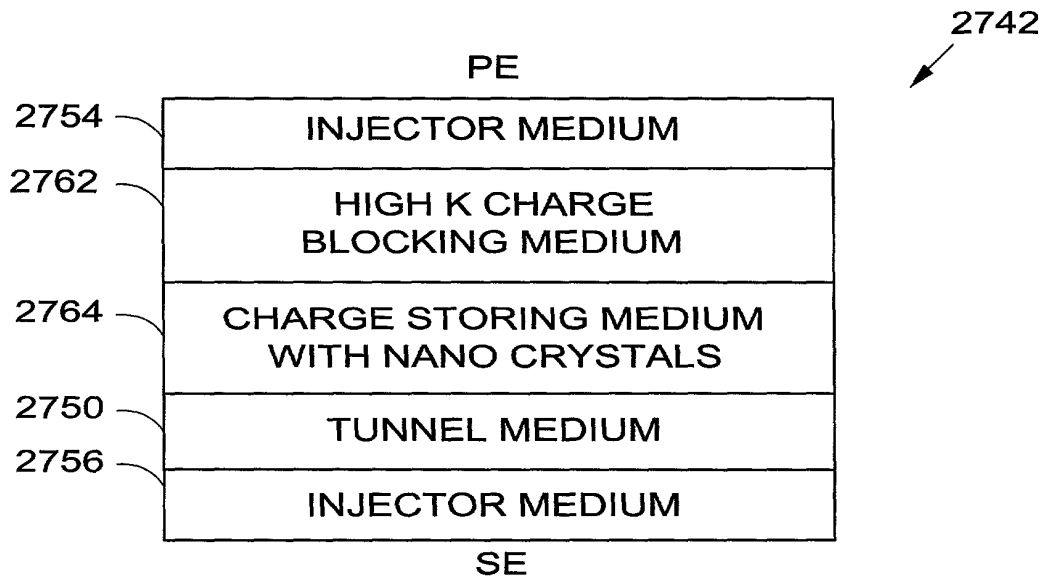 2742
PE
2754
INJECTOR MEDIUM
2762
HIGH K CHARGE
BLOCKING MEDIUM
2764
CHARGE STORING MEDIUM
WITH NANO CRYSTALS
2750
TUNNEL MEDIUM
2756
INJECTOR MEDIUM
SE